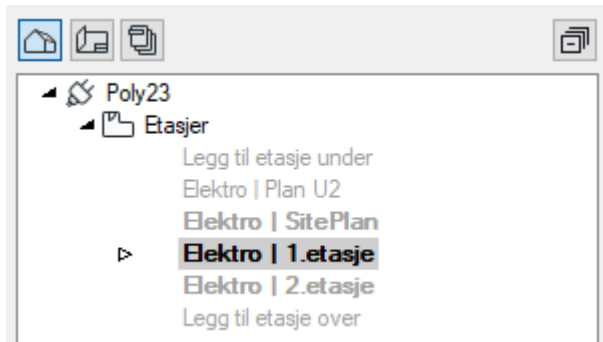 Poly23
Etasjer
Legg til etasje under
Elektro | Plan U2
Elektro | SitePlan
Elektro | 1.etasje
Elektro | 2.etasje
Legg til etasje over